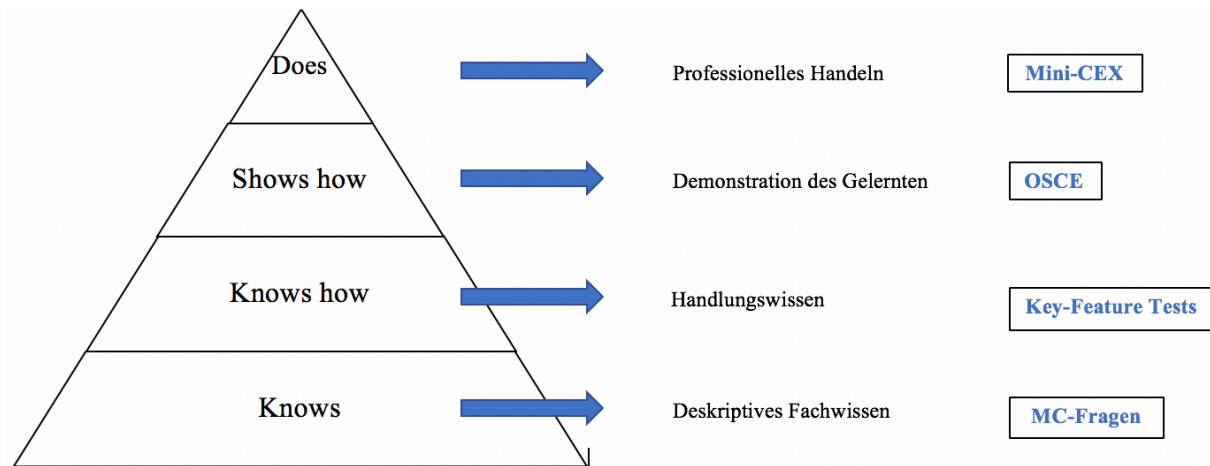 Does
Professionelles Handeln
Mini-CEX
Shows how
Demonstration des Gelernten
OSCE
Knows how
Handlungswissen
Key-Feature Tests
Knows
Deskriptives Fachwissen
MC-Fragen